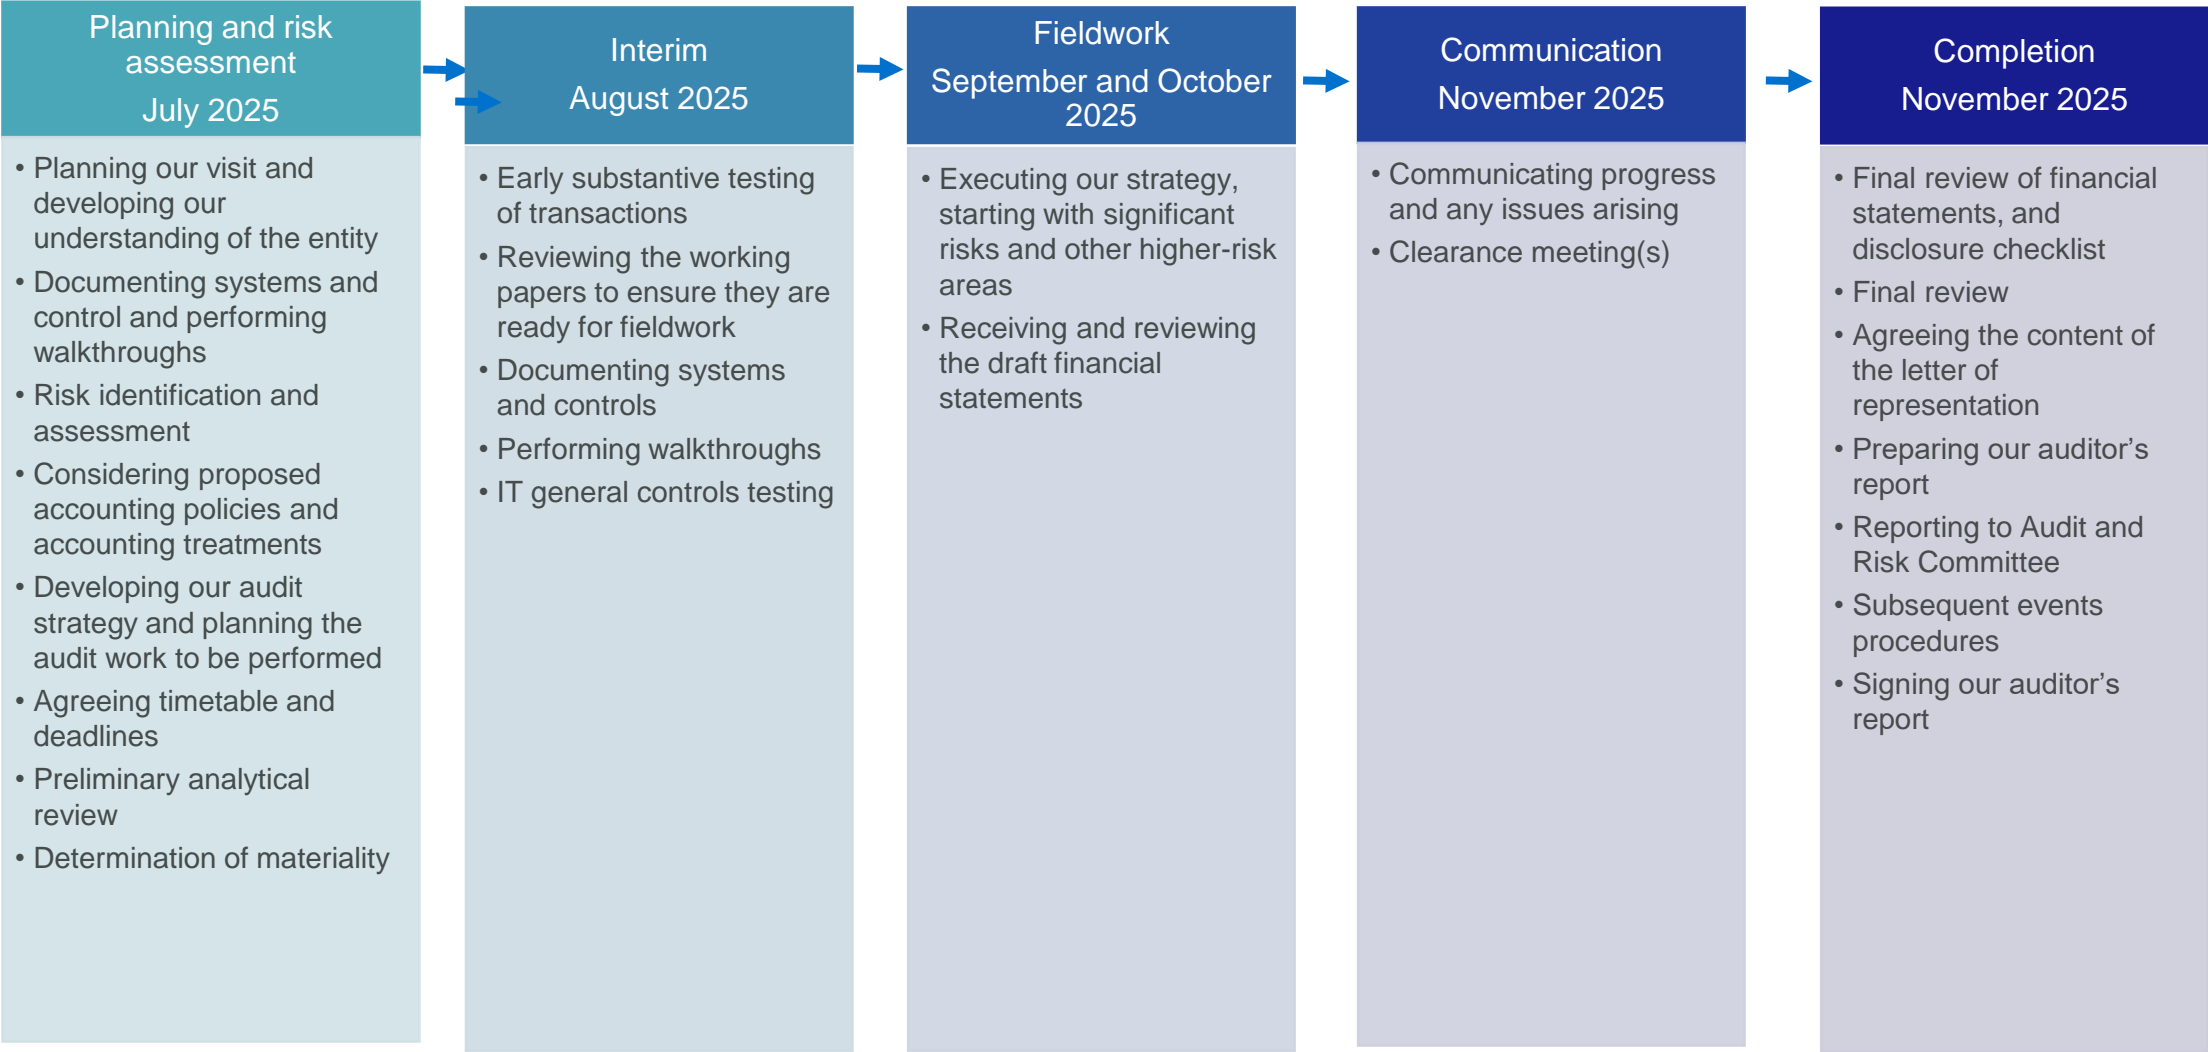 Planning and risk
assessment
July 2025
• Planning our visit and
developing our
understanding of the entity
• Documenting systems and
control and performing
walkthroughs
• Risk identification and
assessment
• Considering proposed
accounting policies and
accounting treatments
• Developing our audit
strategy and planning the
audit work to be performed
• Agreeing timetable and
deadlines
• Preliminary analytical
review
• Determination of materiality
Interim
August 2025
• Early substantive testing
of transactions
• Reviewing the working
papers to ensure they are
ready for fieldwork
• Documenting systems
and controls
• Performing walkthroughs
• IT general controls testing
Fieldwork
September and October
2025
• Executing our strategy,
starting with significant
risks and other higher-risk
areas
• Receiving and reviewing
the draft financial
statements
Communication
November 2025
• Communicating progress
and any issues arising
• Clearance meeting(s)
Completion
November 2025
• Final review of financial
statements, and
disclosure checklist
• Final review
• Agreeing the content of
the letter of
representation
• Preparing our auditor’s
report
• Reporting to Audit and
Risk Committee
• Subsequent events
procedures
• Signing our auditor’s
report